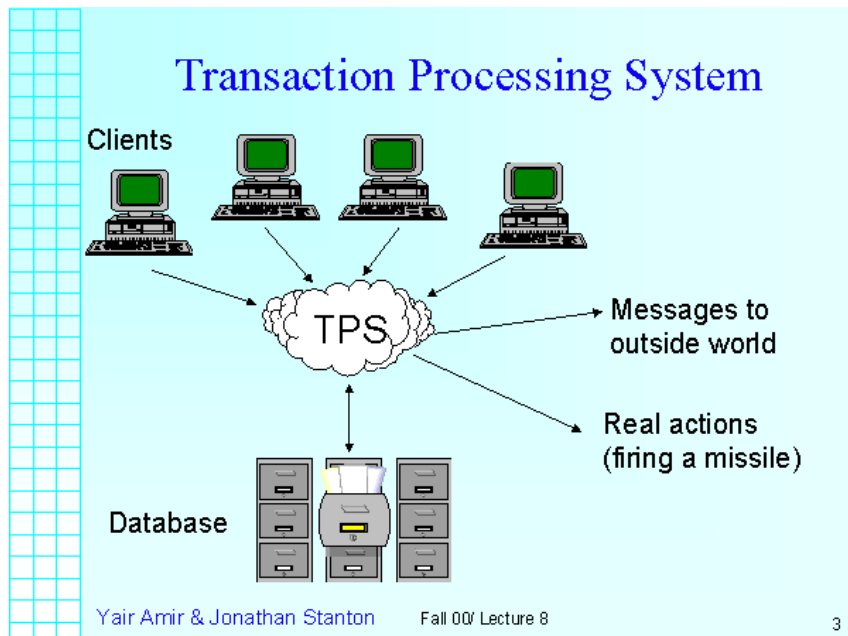 Transaction Processing System
Clients
TPS
Messages to
outside world
Real actions
(firing a missile)
Database
Yair Amir & Jonathan Stanton
Fall 00/ Lecture 8
3